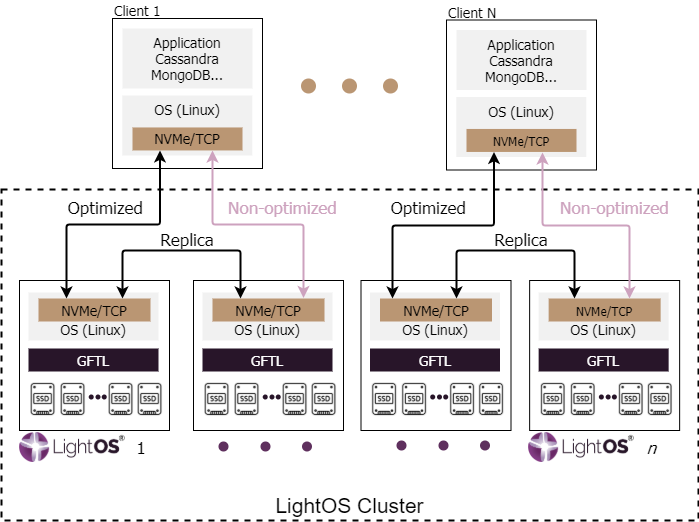 Client 1
Client N
Application
Cassandra
MongoDB...
Application
Cassandra
MongoDB...
OS (Linux)
OS (Linux)
NVMe/TCP
NVMe/TCP
Optimized
Non-optimized
Optimized
Non-optimized
Replica
Replica
NVMe/TCP
NVMe/TCP
NVMe/TCP
NVMe/TCP
OS (Linux)
OS (Linux)
OS (Linux)
OS (Linux)
GFTL
GFTL
GFTL
GFTL
SSD SSD SSD SSD
SSD SSD SSD SSD
SSD SSD SSD SSD
SSD SSD SSD SSD
LightOS® 1
LightOS® n
LightOS Cluster